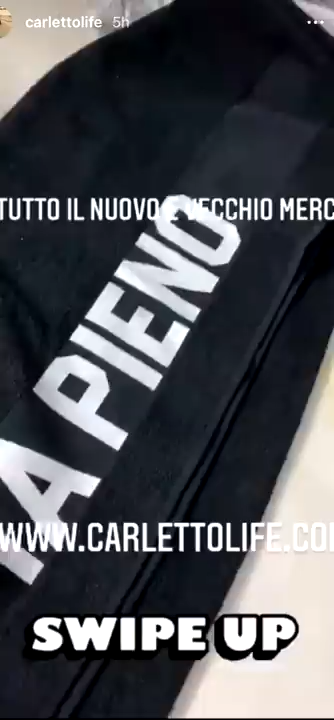 carlettolife 5h
TUTTO IL NUOVO E VECCHIO MERC
A PIENO
WWW.CARLETTOLIFE.CO
SWIPE UP